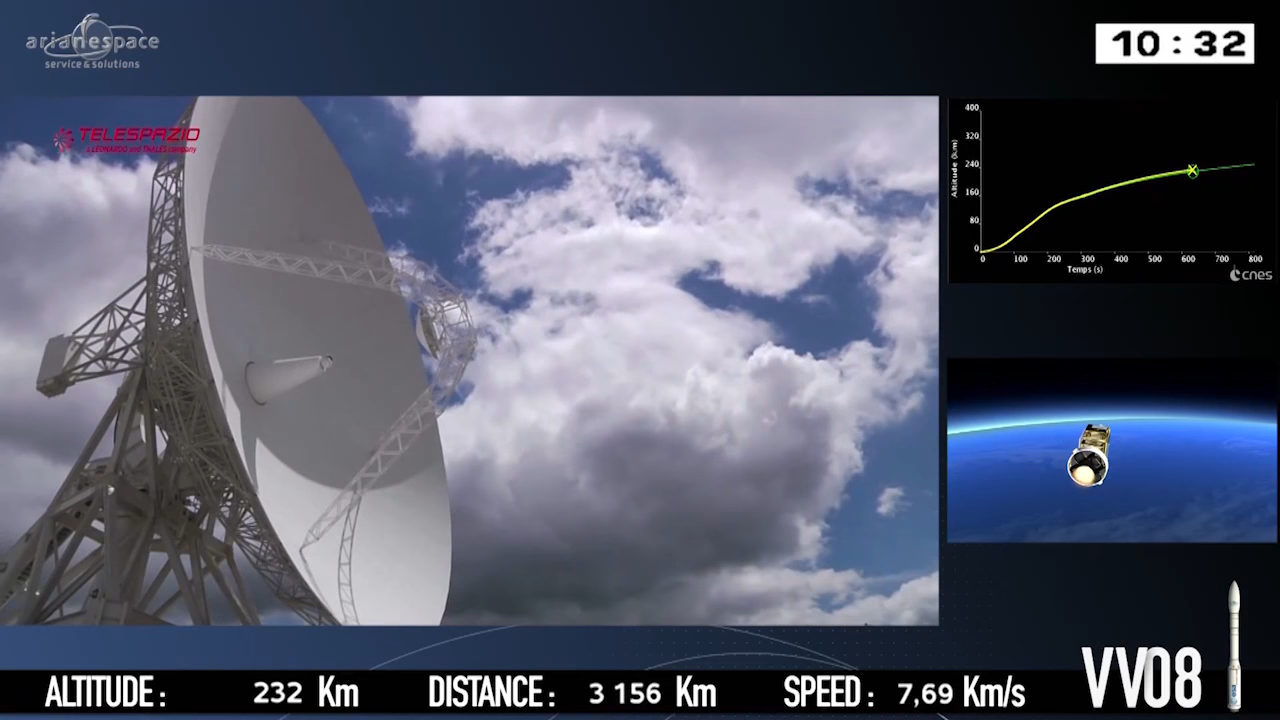 arianespace
service & solutions
10 : 32
TELESPAZIO
a LEONARDO and THALES company
400
320
240
160
80
0
Altitude (km)
0 100 200 300 400 500 600 700 800
Temps (s)
cnes
VV08
ALTITUDE : 232 Km DISTANCE : 3 156 Km SPEED : 7,69 Km/s